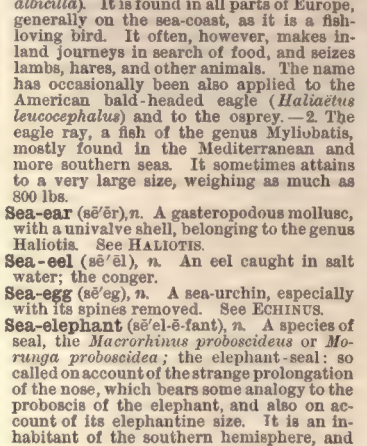 albicilla). It is found in all parts of Europe,
generally on the sea-coast, as it is a fish-
loving bird. It often, however, makes in-
land journeys in search of food, and seizes
lambs, hares, and other animals. The name
has occasionally been also applied to the
American bald-headed eagle (Haliaëtus
leucocephalus) and to the osprey.—2. The
eagle ray, a fish of the genus Myliobatis,
mostly found in the Mediterranean and
more southern seas. It sometimes attains
to a very large size, weighing as much as
800 lbs.
Sea-ear (sē′ēr), n. A gasteropodous mollusc,
with a univalve shell, belonging to the genus
Haliotis. See HALIOTIS.
Sea-eel (sē′ēl), n. An eel caught in salt
water; the conger.
Sea-egg (sē′eg), n. A sea-urchin, especially
with its spines removed. See ECHINUS.
Sea-elephant (sē′el-ē-fant), n. A species of
seal, the Macrorhinus proboscideus or Mo-
runga proboscidea; the elephant-seal: so
called on account of the strange prolongation
of the nose, which bears some analogy to the
proboscis of the elephant, and also on ac-
count of its elephantine size. It is an in-
habitant of the southern hemisphere, and